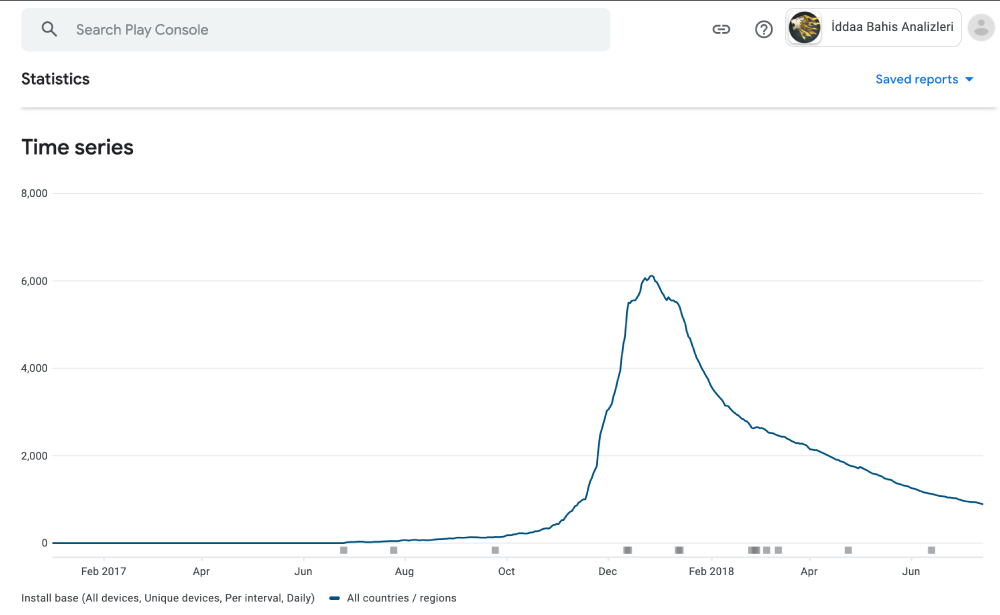 Search Play Console
İddaa Bahis Analizleri
Statistics
Saved reports
Time series
8,000
6,000
4,000
2,000
0
Feb 2017 Apr Jun Aug Oct Dec Feb 2018 Apr Jun
Install base (All devices, Unique devices, Per interval, Daily) All countries / regions